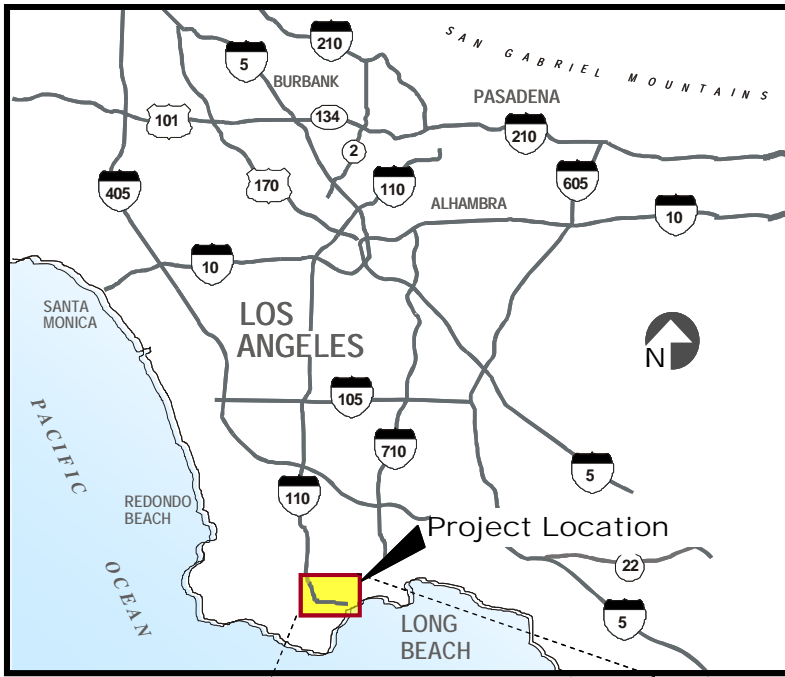 SAN GABRIEL MOUNTAINS
210
5
BURBANK
PASADENA
101
134
210
2
405
170
110
605
ALHAMBRA
10
10
SANTA
MONICA
LOS
ANGELES
N
105
PACIFIC
OCEAN
710
5
110
REDONDO
BEACH
Project Location
22
5
LONG
BEACH